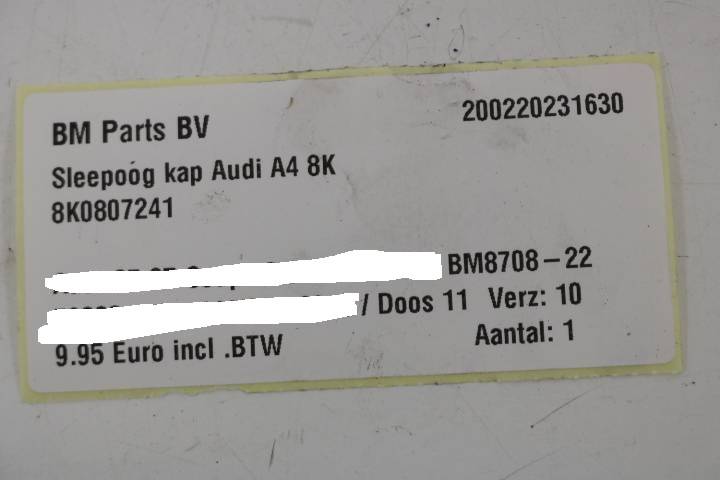 BM Parts BV 200220231630
Sleepoog kap Audi A4 8K
8K0807241
BM8708-22
/ Doos 11 Verz: 10
9.95 Euro incl .BTW Aantal: 1